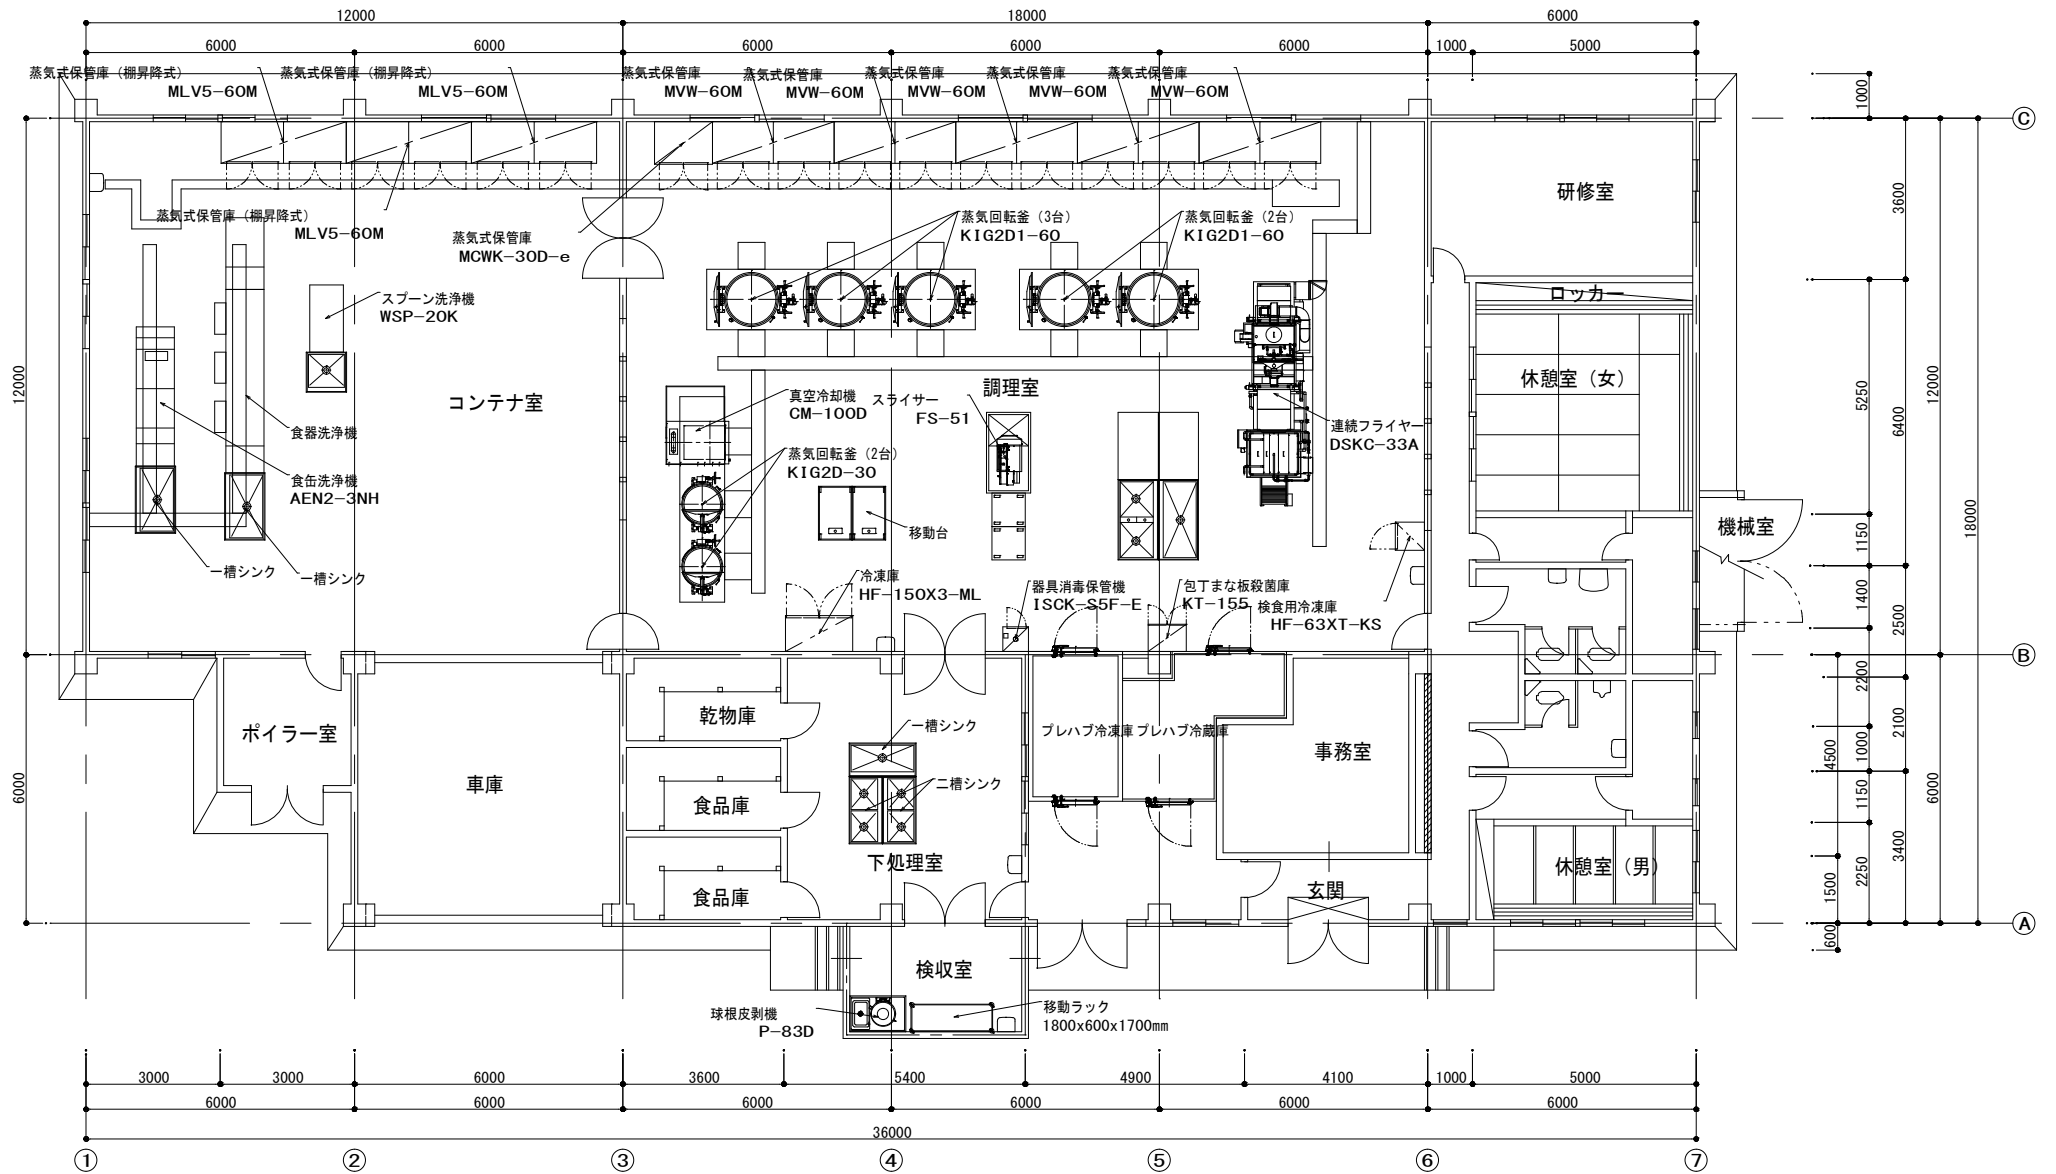 12000
18000
6000
6000
6000
6000
6000
6000
1000
5000
蒸気式保管庫（棚昇降式）
MLV5-60M
蒸気式保管庫（棚昇降式）
MLV5-60M
蒸気式保管庫
MVW-60M
蒸気式保管庫
MVW-60M
蒸気式保管庫
MVW-60M
蒸気式保管庫
MVW-60M
蒸気式保管庫
MVW-60M
蒸気式保管庫（棚昇降式）
MLV5-60M
蒸気式保管庫
MCWK-30D-e
蒸気回転釜（3台）
KIG2D1-60
蒸気回転釜（2台）
KIG2D1-60
研修室
ロッカー
スプーン洗浄機
WSP-20K
コンテナ室
食器洗浄機
食缶洗浄機
AEN2-3NH
一槽シンク
一槽シンク
真空冷却機
CM-100D
スライサー
FS-51
調理室
蒸気回転釜（2台）
KIG2D-30
移動台
連続フライヤー
DSKC-33A
休憩室（女）
機械室
冷凍庫
HF-150X3-ML
器具消毒保管機
ISCK-S5F-E
包丁まな板殺菌庫
KT-155
検食用冷凍庫
HF-63XT-KS
ボイラー室
車庫
乾物庫
食品庫
食品庫
一槽シンク
二槽シンク
下処理室
プレハブ冷凍庫
プレハブ冷蔵庫
事務室
玄関
休憩室（男）
検収室
球根皮剥機
P-83D
移動ラック
1800x600x1700mm
12000
6000
1000
3600
5250
6400
12000
18000
1150
1400
2500
2200
2100
4500
1000
1150
6000
3400
1500
2250
600
C
B
A
3000
3000
6000
3600
5400
4900
4100
1000
5000
6000
6000
6000
6000
6000
6000
36000
1
2
3
4
5
6
7